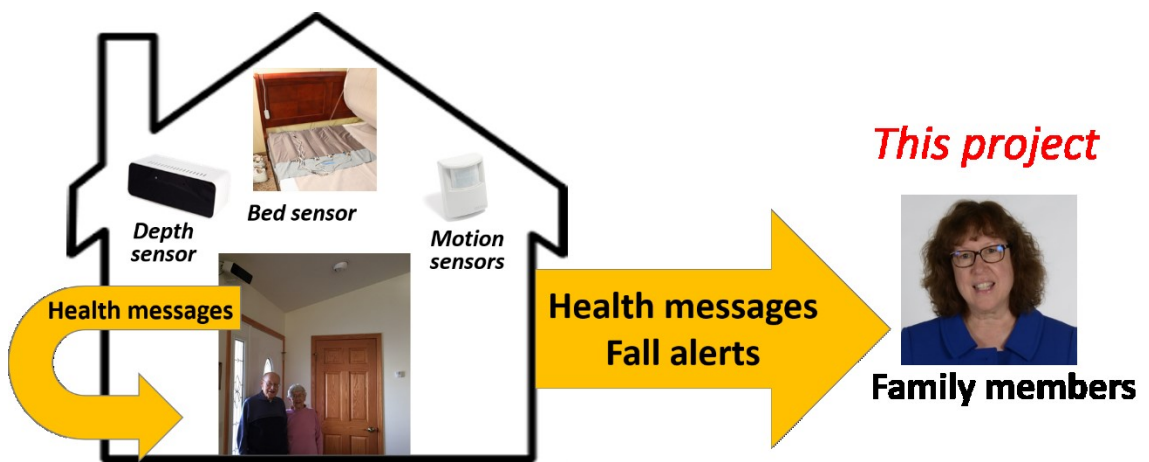 This project
Bed sensor
Depth
sensor
Motion
sensors
Health messages
Health messages
Fall alerts
Family members